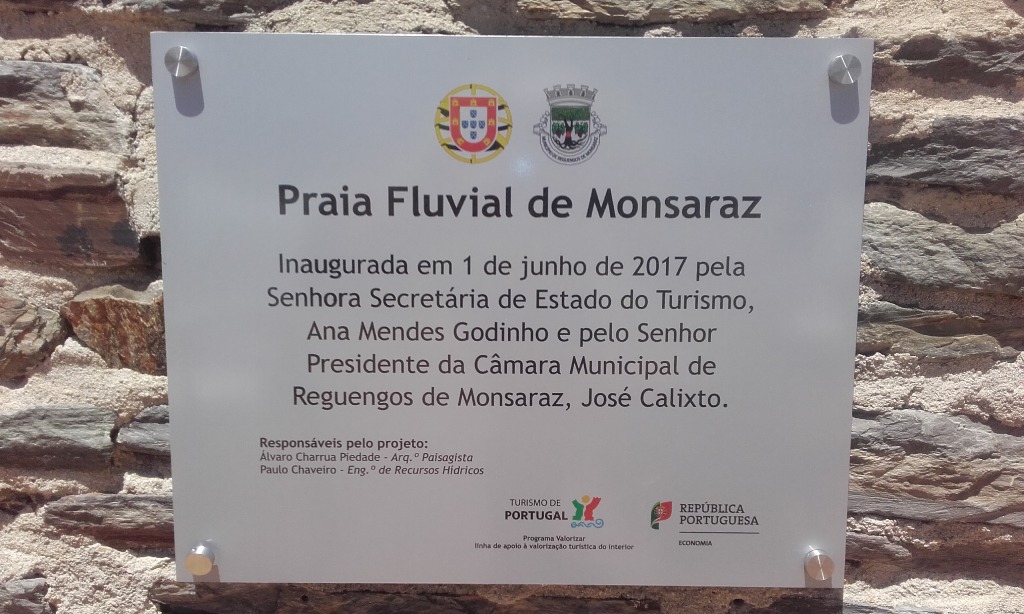 Praia Fluvial de Monsaraz
Inaugurada em 1 de junho de 2017 pela
Senhora Secretária de Estado do Turismo,
Ana Mendes Godinho e pelo Senhor
Presidente da Câmara Municipal de
Reguengos de Monsaraz, José Calixto.
Responsáveis pelo projeto:
Álvaro Charrua Piedade - Arq.º Paisagista
Paulo Chaveiro - Eng.º de Recursos Hídricos
TURISMO DE
PORTUGAL
Programa Valorizar
linha de apoio à valorização turística do interior
REPÚBLICA
PORTUGUESA
ECONOMIA